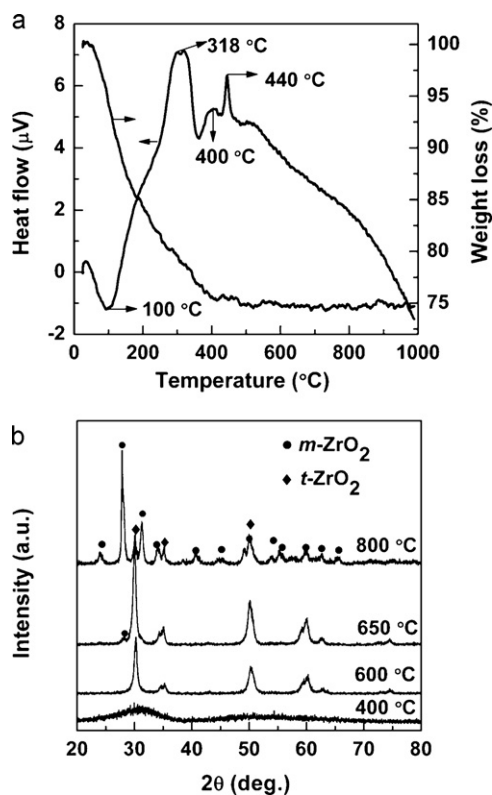 a
8
6
4
2
0
-2
Heat flow (μV)
318 °C
440 °C
400 °C
100 °C
100
95
90
85
80
75
Weight loss (%)
0 200 400 600 800 1000
Temperature (°C)
b
● m-ZrO2
♦ t-ZrO2
800 °C
650 °C
600 °C
400 °C
Intensity (a.u.)
20 30 40 50 60 70 80
2θ (deg.)